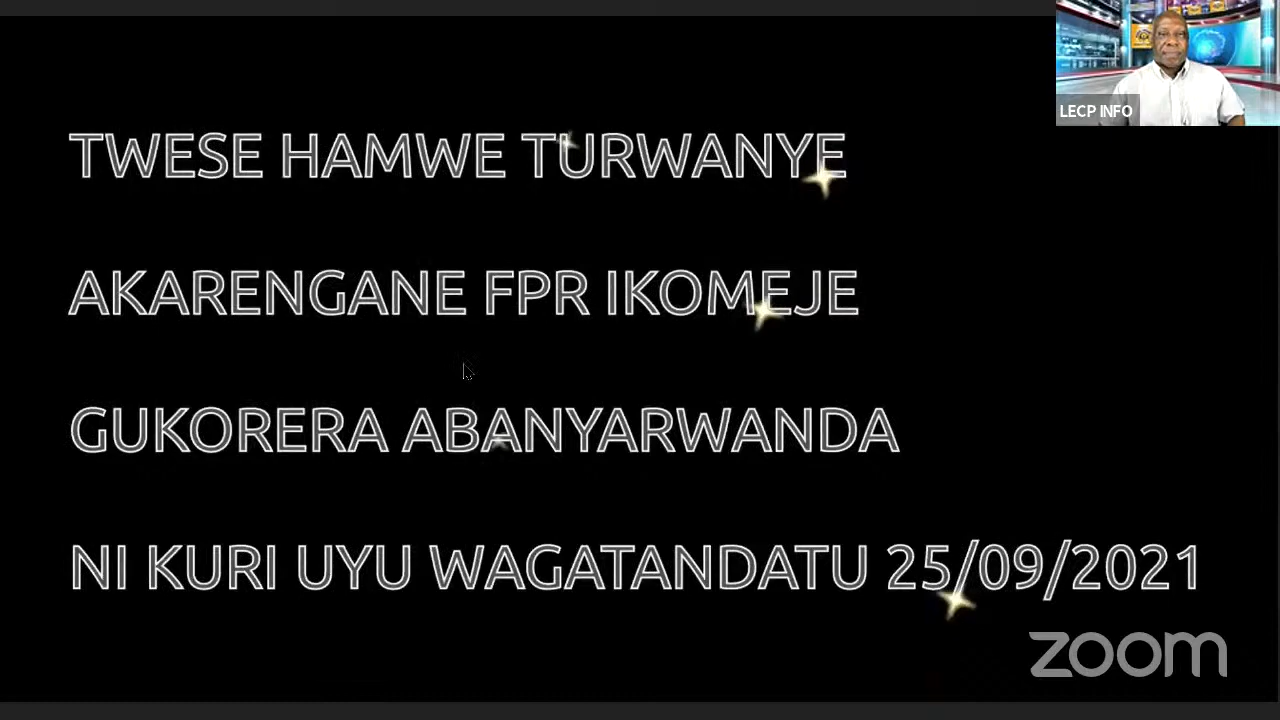 LECP INFO
TWESE HAMWE TURWANYE
AKARENGANE FPR IKOMEJE
GUKORERA ABANYARWANDA
NI KURI UYU WAGATANDATU 25/09/2021
zoom